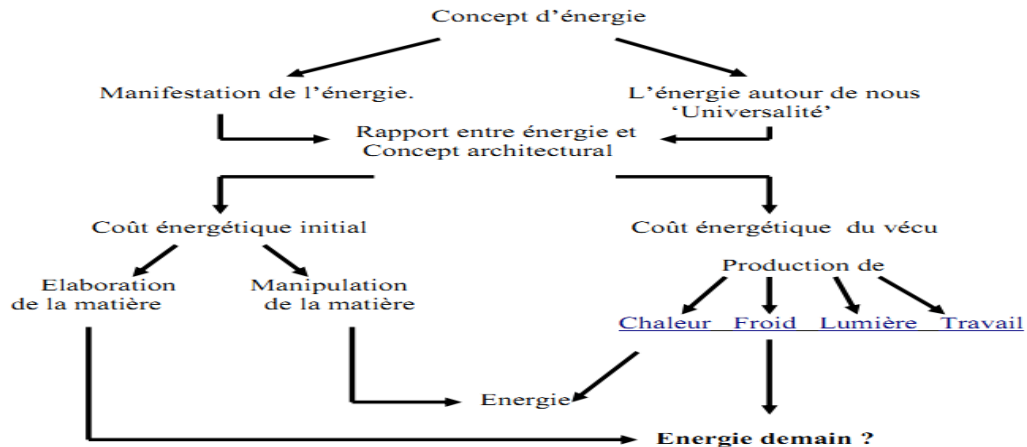 Concept d’énergie
Manifestation de l’énergie.
L’énergie autour de nous
‘Universalité’
Rapport entre énergie et
Concept architectural
Coût énergétique initial
Coût énergétique du vécu
Elaboration
de la matière
Manipulation
de la matière
Production de
Chaleur Froid Lumière Travail
Energie
Energie demain ?